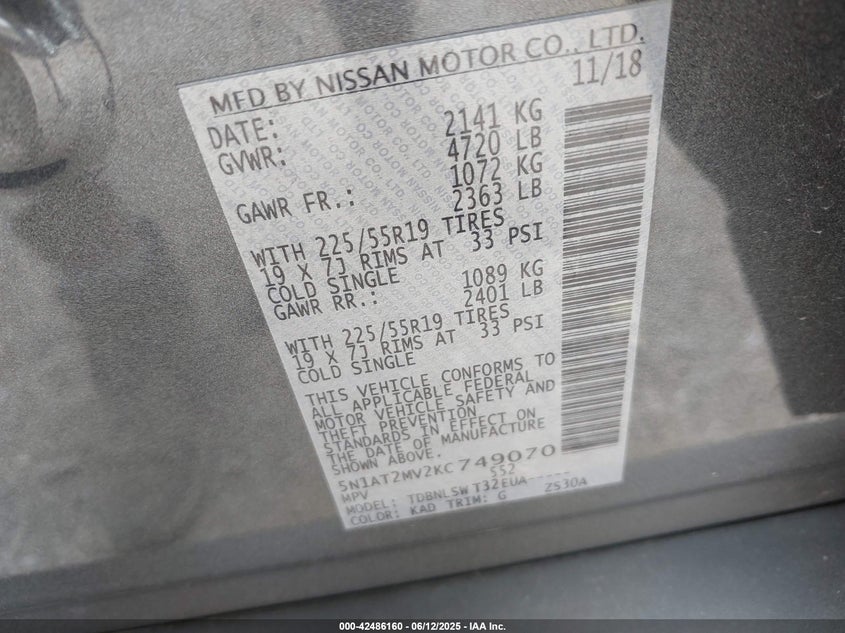 MFD BY NISSAN MOTOR CO., LTD.
DATE: 11/18
GVWR: 2141 KG
4720 LB
GAWR FR.: 1072 KG
2363 LB
WITH 225/55R19 TIRES
19 X 7J RIMS AT 33 PSI
COLD SINGLE
GAWR RR.: 1089 KG
2401 LB
WITH 225/55R19 TIRES
19 X 7J RIMS AT 33 PSI
COLD SINGLE
THIS VEHICLE CONFORMS TO
ALL APPLICABLE FEDERAL
MOTOR VEHICLE SAFETY AND
THEFT PREVENTION
STANDARDS IN EFFECT ON
THE DATE OF MANUFACTURE
SHOWN ABOVE.
5N1AT2MV2KC749070
MPV S52
MODEL: TDBNLSW T32EUA-----
COLOR: KAD TRIM: G ZS30A
000-42486160 - 06/12/2025 - IAA Inc.